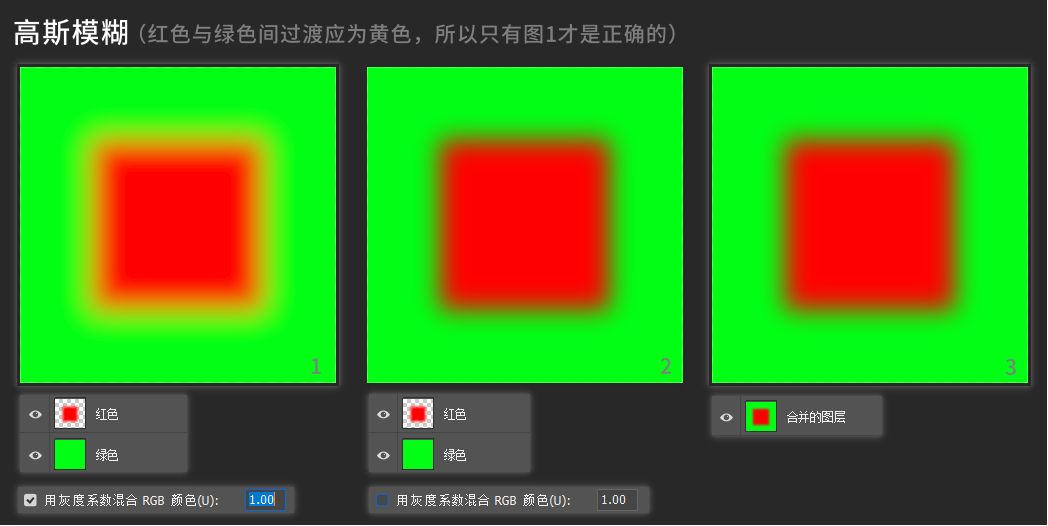 高斯模糊（红色与绿色间过渡应为黄色，所以只有图1才是正确的）
1
2
3
红色
绿色
红色
绿色
合并的图层
用灰度系数混合 RGB 颜色(U): 1.00
用灰度系数混合 RGB 颜色(U): 1.00